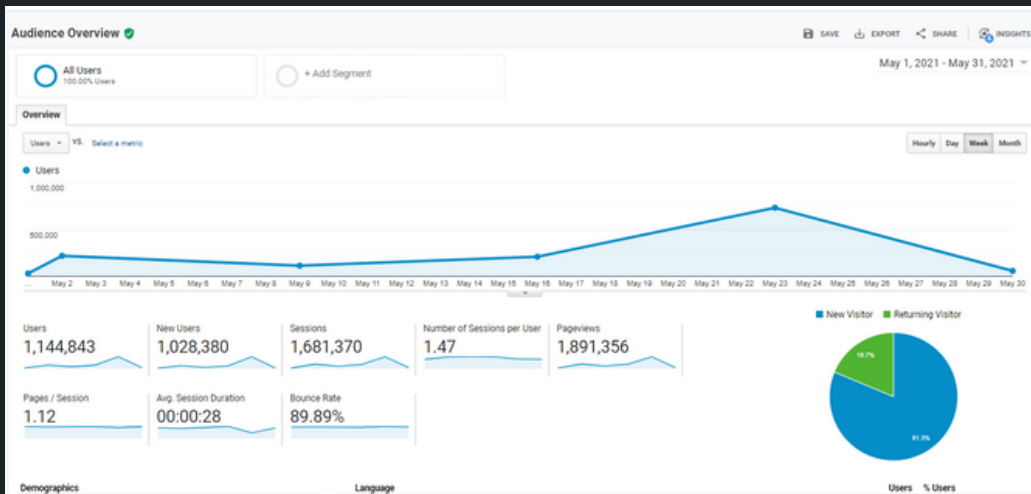 Audience Overview
SAVE EXPORT SHARE INSIGHTS
All Users
100.00% Users
+ Add Segment
May 1, 2021 - May 31, 2021
Overview
Users VS. Select a metric
Hourly Day Week Month
Users
1,000,000
500,000
... May 2 May 3 May 4 May 5 May 6 May 7 May 8 May 9 May 10 May 11 May 12 May 13 May 14 May 15 May 16 May 17 May 18 May 19 May 20 May 21 May 22 May 23 May 24 May 25 May 26 May 27 May 28 May 29 May 30
New Visitor Returning Visitor
Users New Users Sessions Number of Sessions per User Pageviews
1,144,843 1,028,380 1,681,370 1.47 1,891,356
Pages / Session Avg. Session Duration Bounce Rate
1.12 00:00:28 89.89%
81.3%
Demographics Language Users % Users